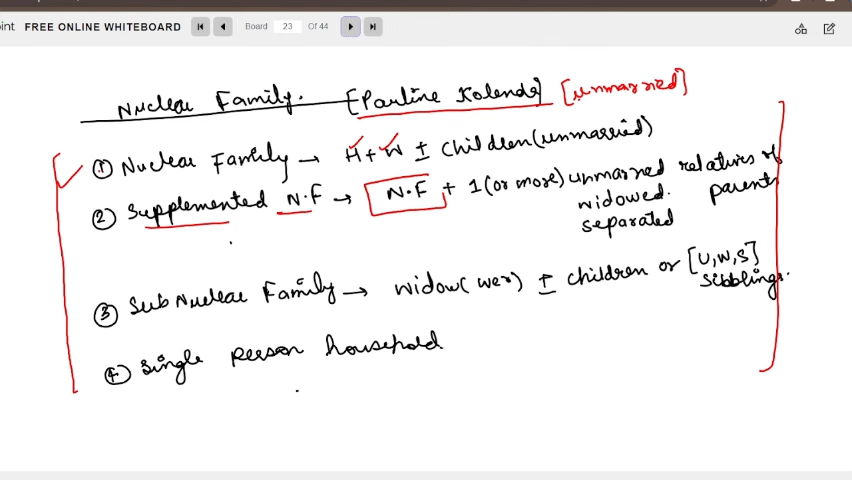 oint FREE ONLINE WHITEBOARD Board 23 Of 44
Nuclear Family. [Pauline Kolenda] [unmarried]
① Nuclear Family → H + W ± Children (unmarried)
② Supplemented N.F → N.F + 1 (or more) unmarried relatives of
widowed. parents
separated
③ Sub Nuclear Family → widow(wer) ± children or [U,W,S]
Sibblings.
④ Single Person household